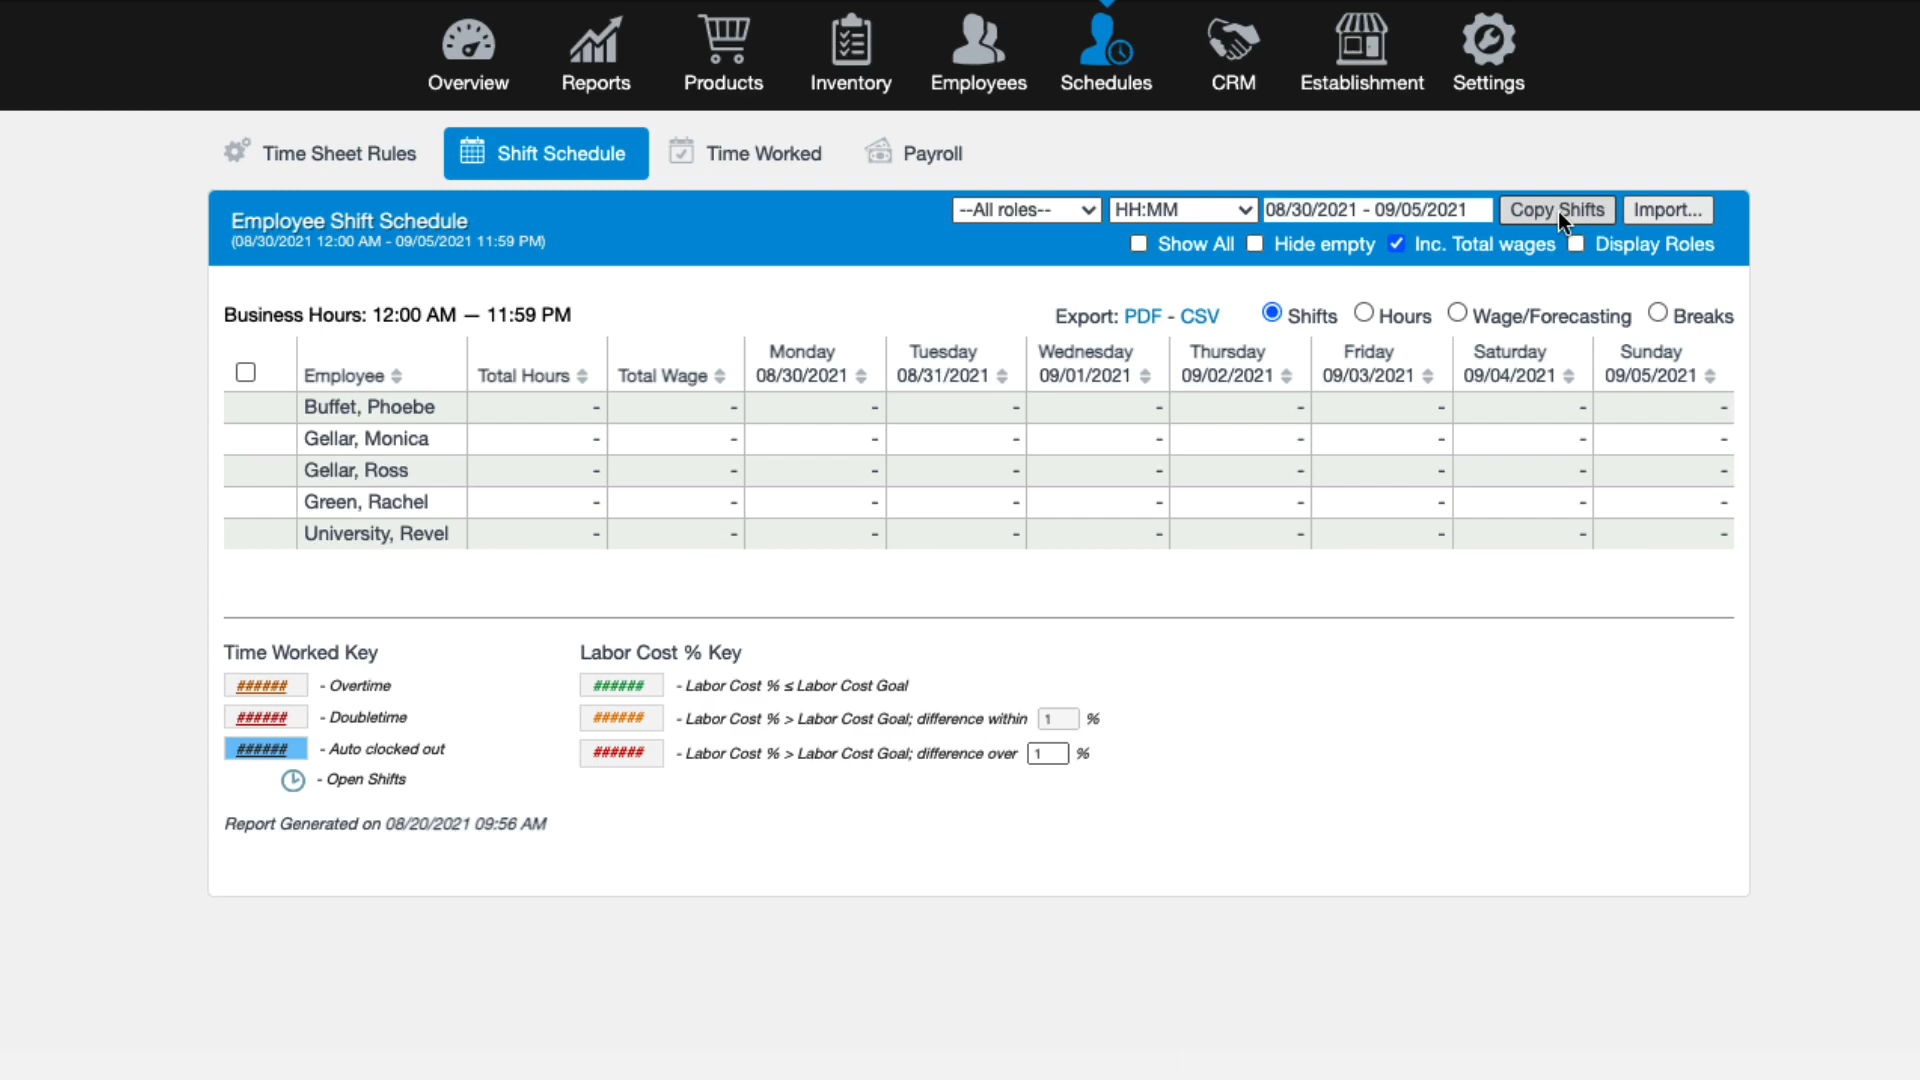 Overview Reports Products Inventory Employees Schedules CRM Establishment Settings
Time Sheet Rules Shift Schedule Time Worked Payroll
Employee Shift Schedule
(08/30/2021 12:00 AM - 09/05/2021 11:59 PM)
--All roles-- HH:MM 08/30/2021 - 09/05/2021 Copy Shifts Import...
Show All Hide empty Inc. Total wages Display Roles
Business Hours: 12:00 AM — 11:59 PM
Export: PDF - CSV Shifts Hours Wage/Forecasting Breaks
Monday Tuesday Wednesday Thursday Friday Saturday Sunday
Employee Total Hours Total Wage 08/30/2021 08/31/2021 09/01/2021 09/02/2021 09/03/2021 09/04/2021 09/05/2021
Buffet, Phoebe - - - - - - - - -
Gellar, Monica - - - - - - - - -
Gellar, Ross - - - - - - - - -
Green, Rachel - - - - - - - - -
University, Revel - - - - - - - - -
Time Worked Key
###### - Overtime
###### - Doubletime
###### - Auto clocked out
- Open Shifts
Labor Cost % Key
###### - Labor Cost % ≤ Labor Cost Goal
###### - Labor Cost % > Labor Cost Goal; difference within 1 %
###### - Labor Cost % > Labor Cost Goal; difference over 1 %
Report Generated on 08/20/2021 09:56 AM